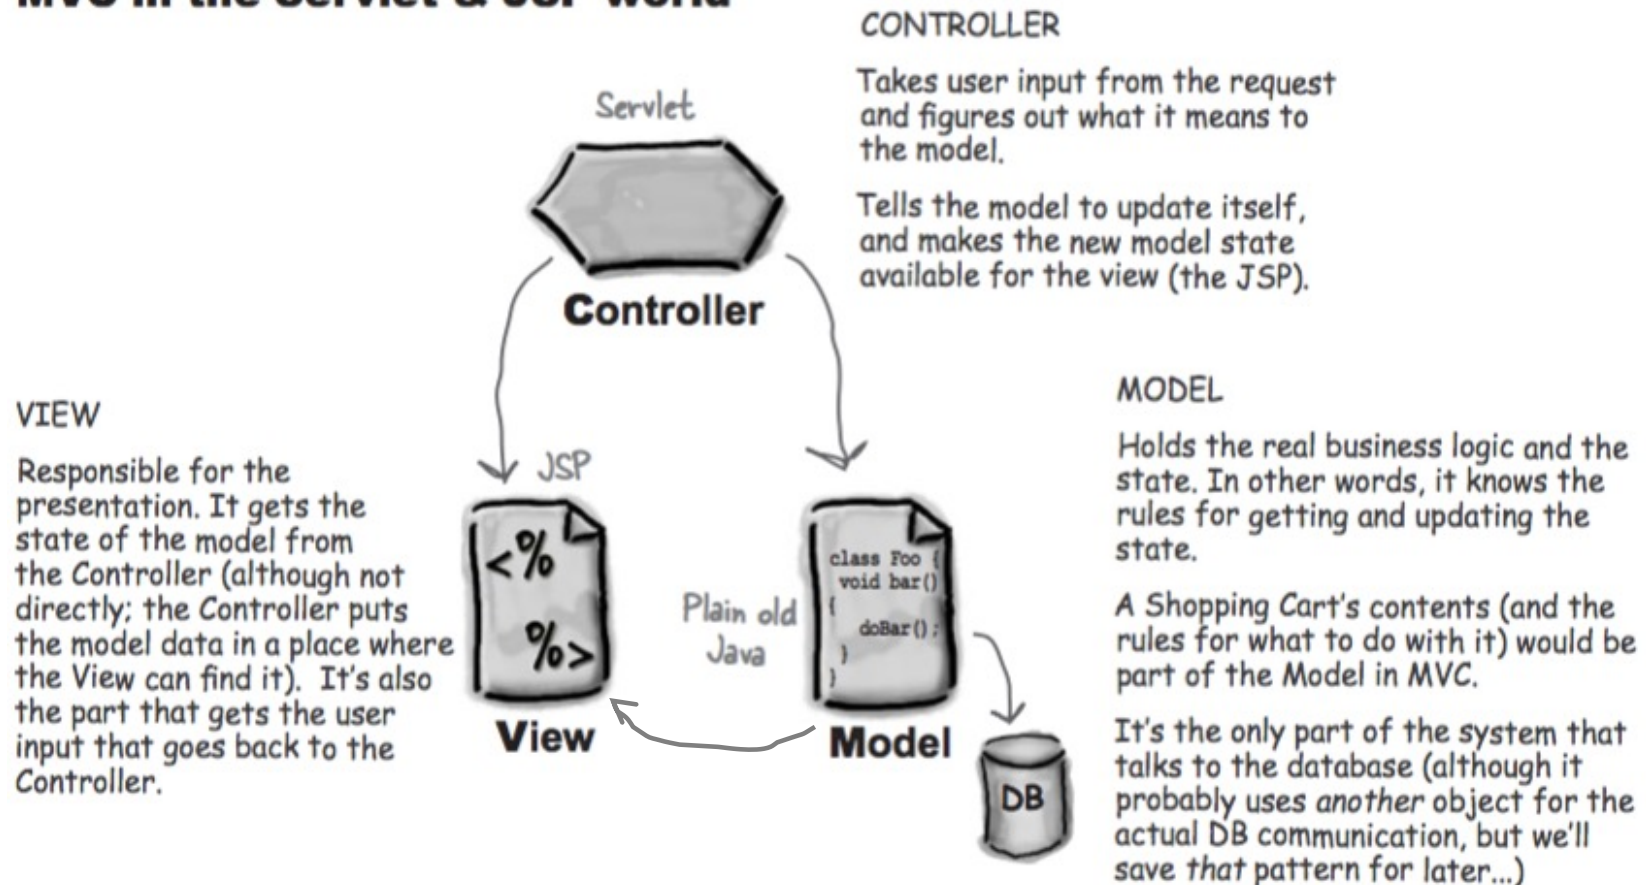 MVC in the Servlet & JSP world
CONTROLLER
Takes user input from the request
and figures out what it means to
the model.
Tells the model to update itself,
and makes the new model state
available for the view (the JSP).
Servlet
Controller
VIEW
Responsible for the
presentation. It gets the
state of the model from
the Controller (although not
directly; the Controller puts
the model data in a place where
the View can find it). It's also
the part that gets the user
input that goes back to the
Controller.
JSP
<%
%>
View
Plain old
Java
class Foo {
void bar()
{
doBar();
}
}
Model
DB
MODEL
Holds the real business logic and the
state. In other words, it knows the
rules for getting and updating the
state.
A Shopping Cart's contents (and the
rules for what to do with it) would be
part of the Model in MVC.
It's the only part of the system that
talks to the database (although it
probably uses another object for the
actual DB communication, but we'll
save that pattern for later...)